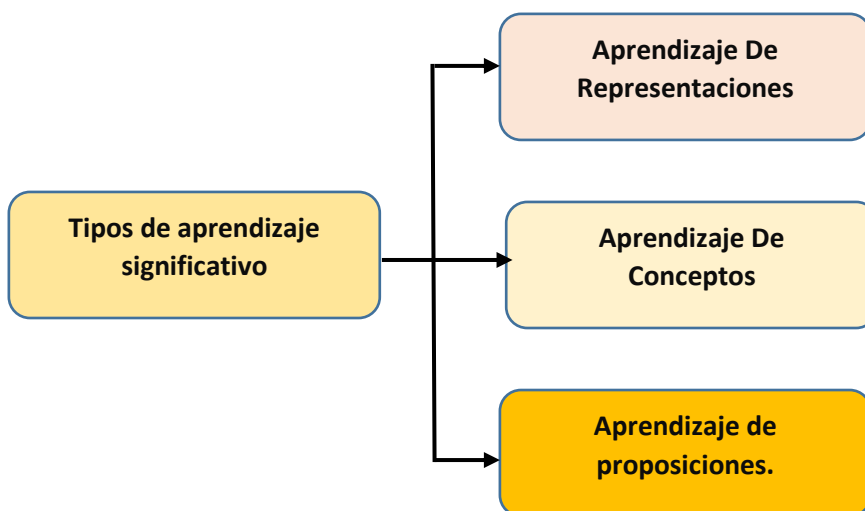 Aprendizaje De
Representaciones
Tipos de aprendizaje
significativo
Aprendizaje De
Conceptos
Aprendizaje de
proposiciones.